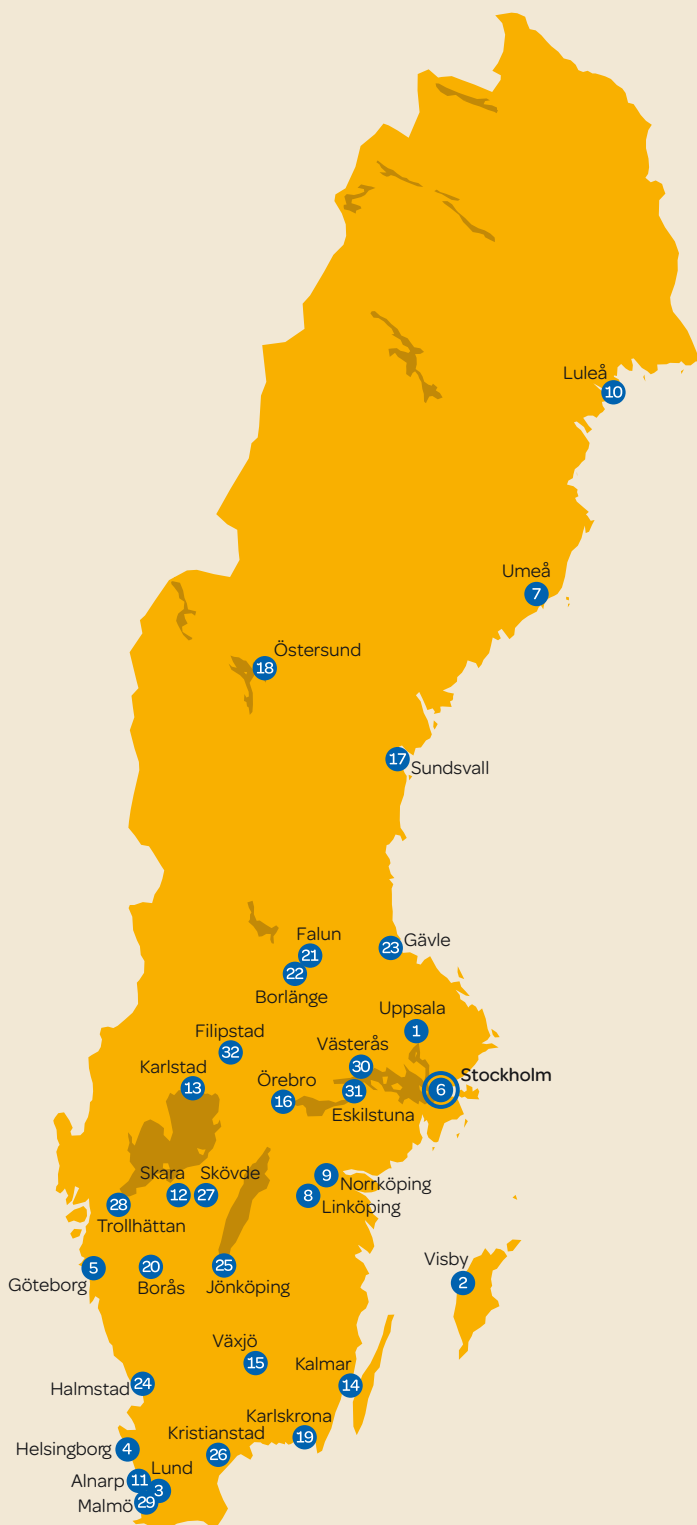 Luleå
10
Umeå
7
Östersund
18
17
Sundsvall
Falun
21
22
Borlänge
23
Gävle
Uppsala
1
Filipstad
32
Västerås
30
Karlstad
13
Örebro
16
31
Eskilstuna
Stockholm
6
Skara
12
Skövde
27
28
Trollhättan
9
Norrköping
8
Linköping
5
Göteborg
20
Borås
25
Jönköping
Visby
2
Växjö
15
Kalmar
14
Halmstad
24
Karlskrona
19
Kristianstad
26
Helsingborg
4
Alnarp
11
Lund
3
Malmö
29